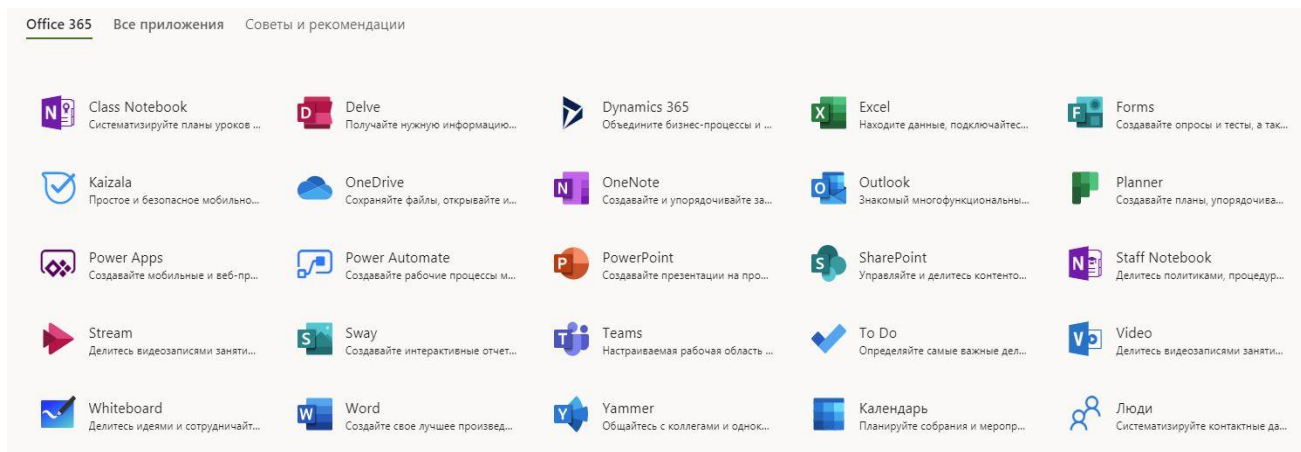 Office 365 Все приложения Советы и рекомендации
Class Notebook
Систематизируйте планы уроков ...
Delve
Получайте нужную информацию...
Dynamics 365
Объедините бизнес-процессы и ...
Excel
Находите данные, подключайтес...
Forms
Создавайте опросы и тесты, а так...
Kaizala
Простое и безопасное мобильно...
OneDrive
Сохраняйте файлы, открывайте и...
OneNote
Создавайте и упорядочивайте за...
Outlook
Знакомый многофункциональны...
Planner
Создавайте планы, упорядочива...
Power Apps
Создавайте мобильные и веб-пр...
Power Automate
Создавайте рабочие процессы м...
PowerPoint
Создавайте презентации на про...
SharePoint
Управляйте и делитесь контенто...
Staff Notebook
Делитесь политиками, процедур...
Stream
Делитесь видеозаписями заняти...
Sway
Создавайте интерактивные отчет...
Teams
Настраиваемая рабочая область ...
To Do
Определяйте самые важные дел...
Video
Делитесь видеозаписями заняти...
Whiteboard
Делитесь идеями и сотрудничайт...
Word
Создайте свое лучшее произвед...
Yammer
Общайтесь с коллегами и однок...
Календарь
Планируйте собрания и меропр...
Люди
Систематизируйте контактные да...